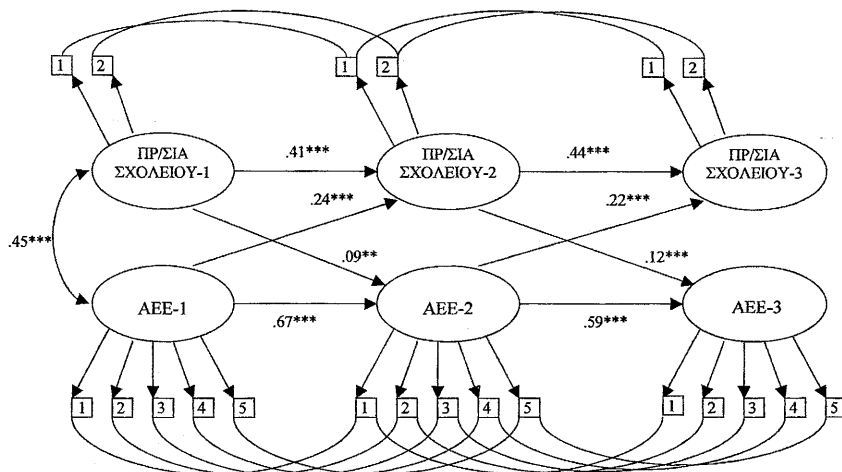 1 2 1 2 1 2
ΠΡ/ΣΙΑ
ΣΧΟΛΕΙΟΥ-1
.41***
ΠΡ/ΣΙΑ
ΣΧΟΛΕΙΟΥ-2
.44***
ΠΡ/ΣΙΑ
ΣΧΟΛΕΙΟΥ-3
.24***
.22***
.45***
.09**
.12***
ΑΕΕ-1
.67***
ΑΕΕ-2
.59***
ΑΕΕ-3
1 2 3 4 5 1 2 3 4 5 1 2 3 4 5